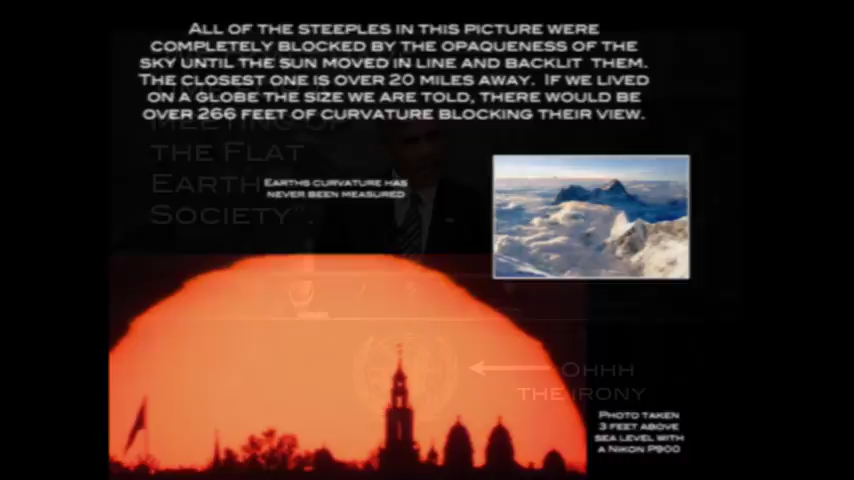 All of the steeples in this picture were
completely blocked by the opaqueness of the
sky until the sun moved in line and backlit them.
The closest one is over 20 miles away. If we lived
on a globe the size we are told, there would be
over 266 feet of curvature blocking their view.
meeting of
the Flat
Earth
Society".
Earths curvature has
never been measured
Ohhh
the irony
Photo taken
3 feet above
sea level with
a Nikon P900